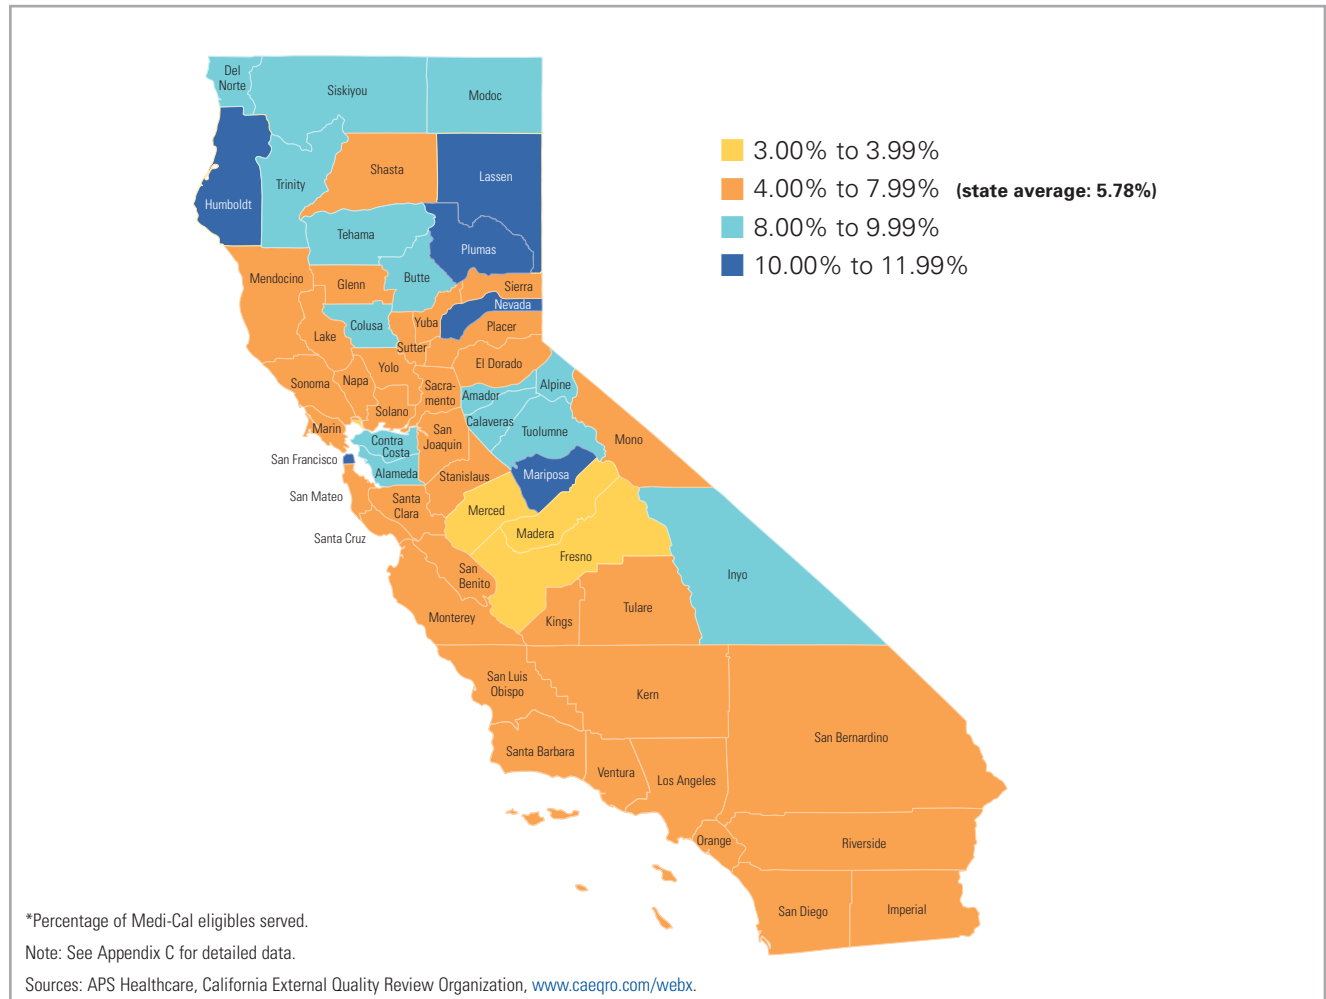 Del
Norte
Siskiyou
Modoc
3.00% to 3.99%
4.00% to 7.99% (state average: 5.78%)
8.00% to 9.99%
10.00% to 11.99%
Shasta
Lassen
Trinity
Humboldt
Tehama
Plumas
Mendocino
Glenn
Butte
Sierra
Nevada
Colusa
Yuba
Placer
Lake
Sutter
El Dorado
Yolo
Sonoma
Napa
Sacra-
mento
Amador
Alpine
Solano
Calaveras
Marin
San
Joaquin
Tuolumne
Mono
Contra
Costa
San Francisco
Alameda
Stanislaus
Mariposa
San Mateo
Santa
Clara
Merced
Madera
Santa Cruz
Fresno
San
Benito
Inyo
Monterey
Kings
Tulare
San Luis
Obispo
Kern
San Bernardino
Santa Barbara
Ventura
Los Angeles
Orange
Riverside
San Diego
Imperial
*Percentage of Medi-Cal eligibles served.
Note: See Appendix C for detailed data.
Sources: APS Healthcare, California External Quality Review Organization, www.caeqro.com/webx.